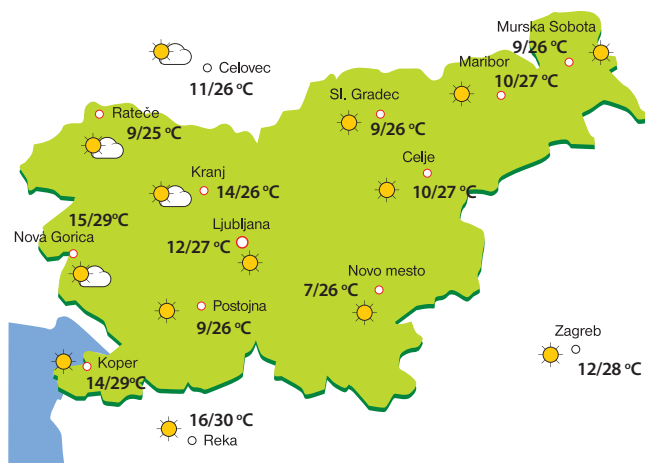 Murska Sobota
9/26 °C
Maribor
10/27 °C
Celovec
11/26 °C
Sl. Gradec
9/26 °C
Rateče
9/25 °C
Celje
10/27 °C
Kranj
14/26 °C
15/29°C
Nová Gorica
Ljubljana
12/27 °C
Novo mesto
7/26 °C
Postojna
9/26 °C
Zagreb
12/28 °C
Koper
14/29°C
16/30 °C
Reka